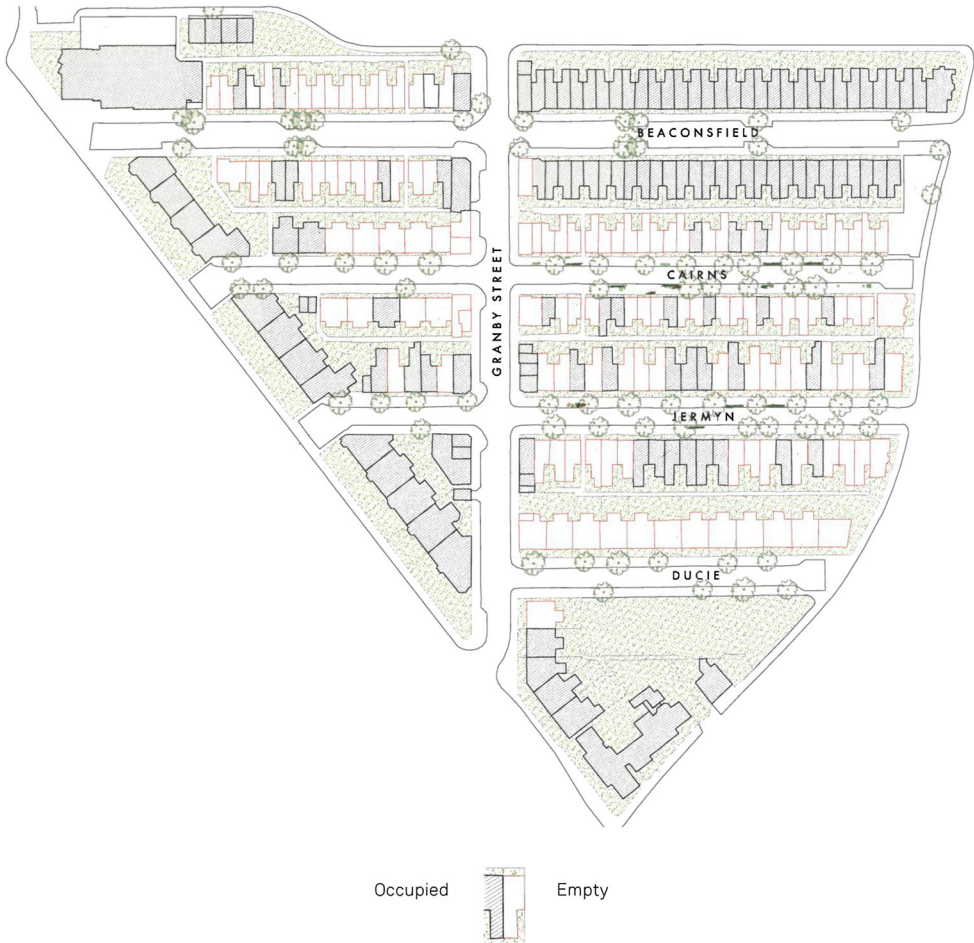 BEACONSFIELD
CAIRNS
GRANBY STREET
JERMYN
DUCIE
Occupied
Empty